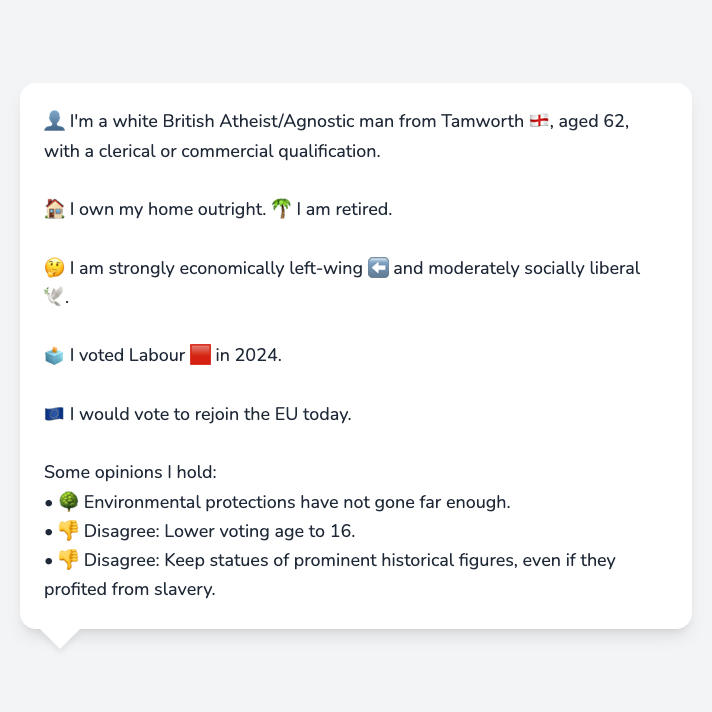 👤 I'm a white British Atheist/Agnostic man from Tamworth 🏴󠁧󠁢󠁥󠁮󠁧󠁿, aged 62,
with a clerical or commercial qualification.
🏠 I own my home outright. 🌴 I am retired.
🤔 I am strongly economically left-wing ⬅️ and moderately socially liberal
🕊️.
🗳️ I voted Labour 🟥 in 2024.
🇪🇺 I would vote to rejoin the EU today.
Some opinions I hold:
• 🌳 Environmental protections have not gone far enough.
• 👎 Disagree: Lower voting age to 16.
• 👎 Disagree: Keep statues of prominent historical figures, even if they
profited from slavery.